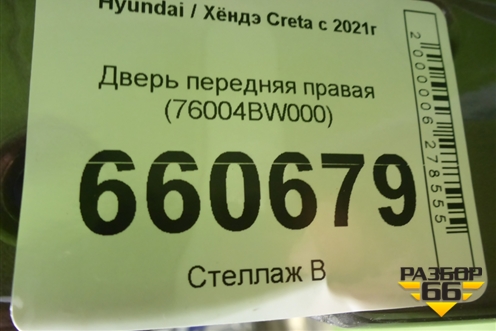 Hyundai / Хёндэ Creta с 2021г
Дверь передняя правая
(76004BW000)
660679
Стеллаж В
2000006278555
РАЗБОР
66